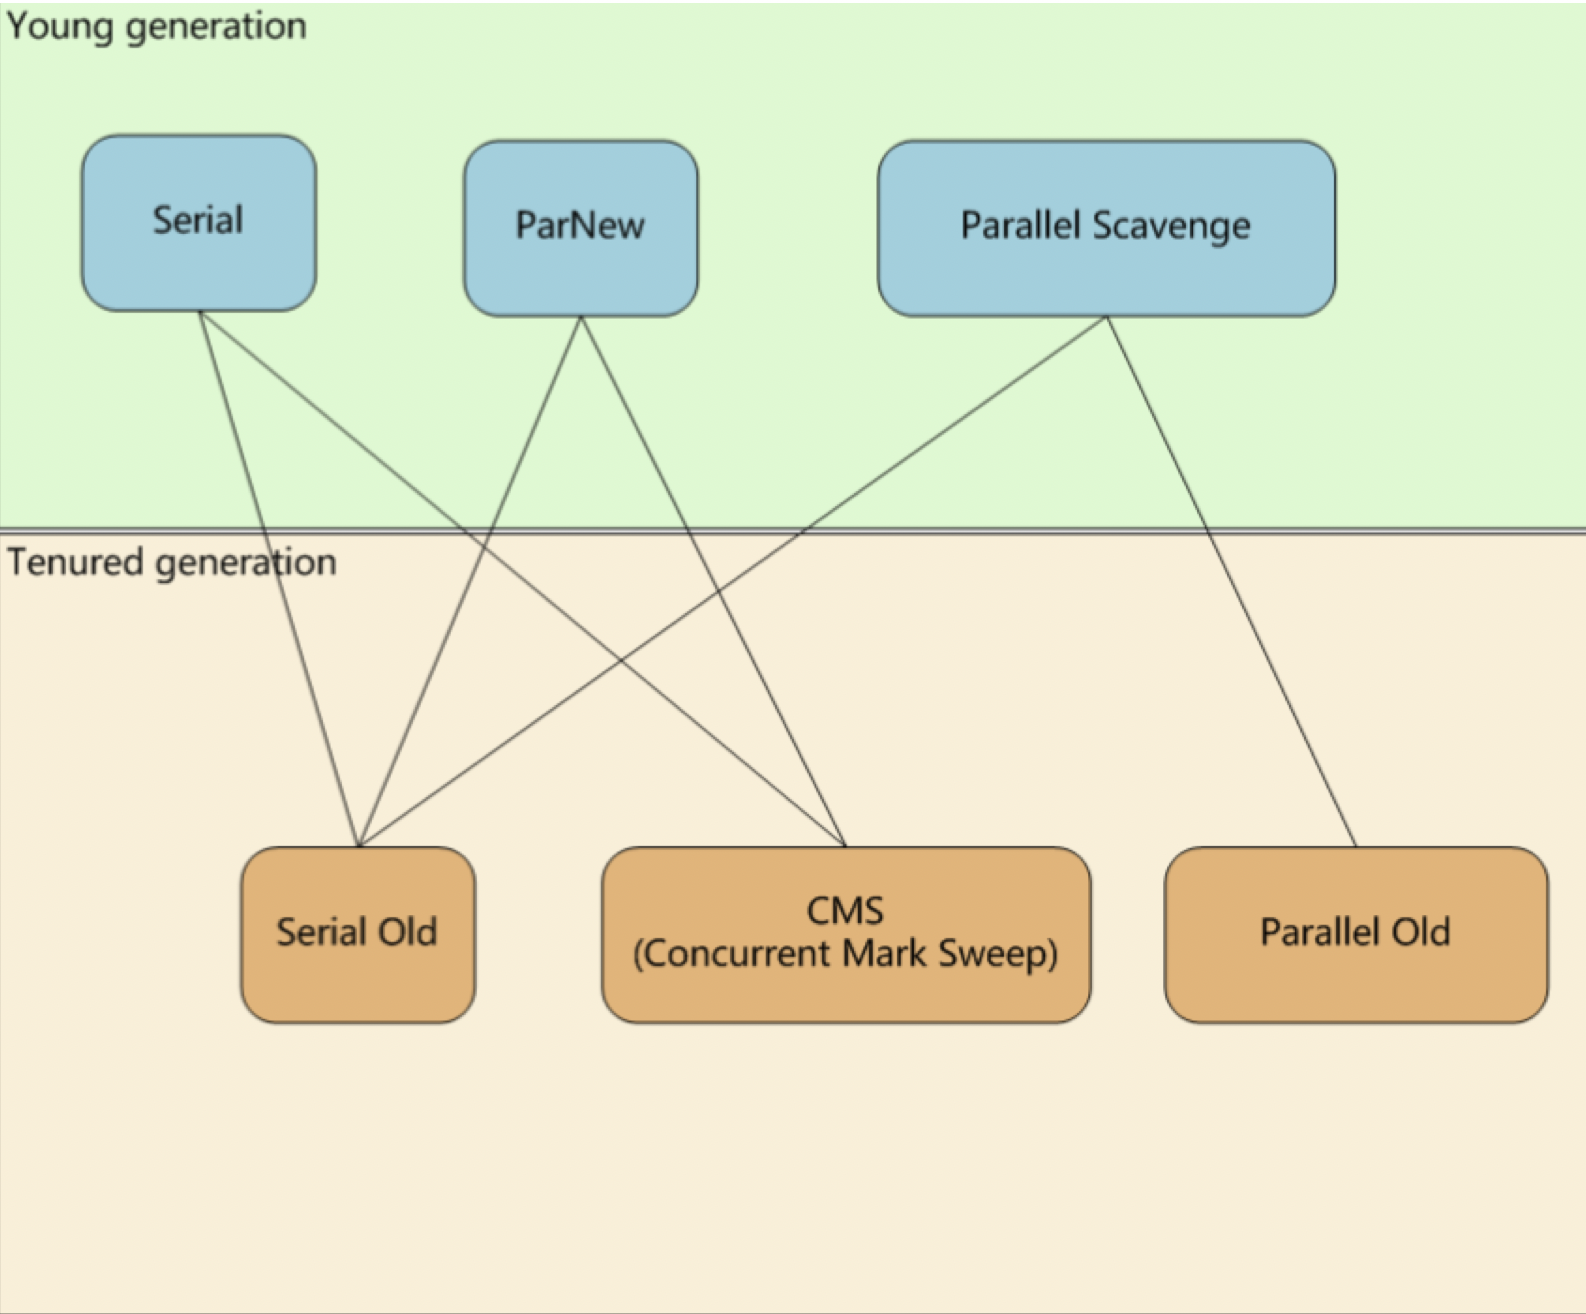 Young generation
Serial
ParNew
Parallel Scavenge
Tenured generation
Serial Old
CMS
(Concurrent Mark Sweep)
Parallel Old